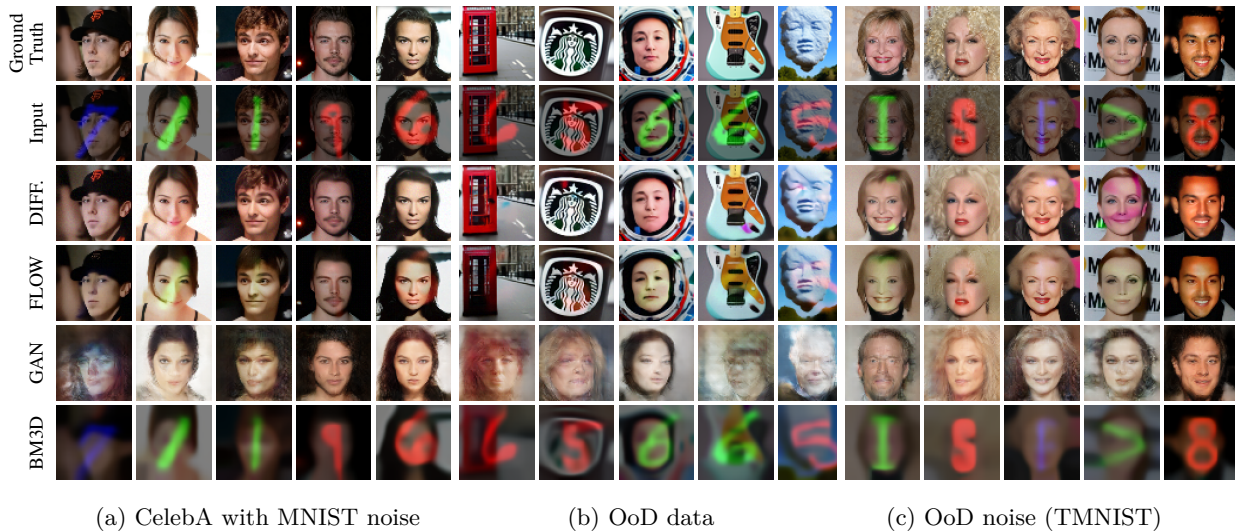 Ground
Truth
Input
DIFF.
FLOW
GAN
BM3D
(a) CelebA with MNIST noise
(b) OoD data
(c) OoD noise (TMNIST)